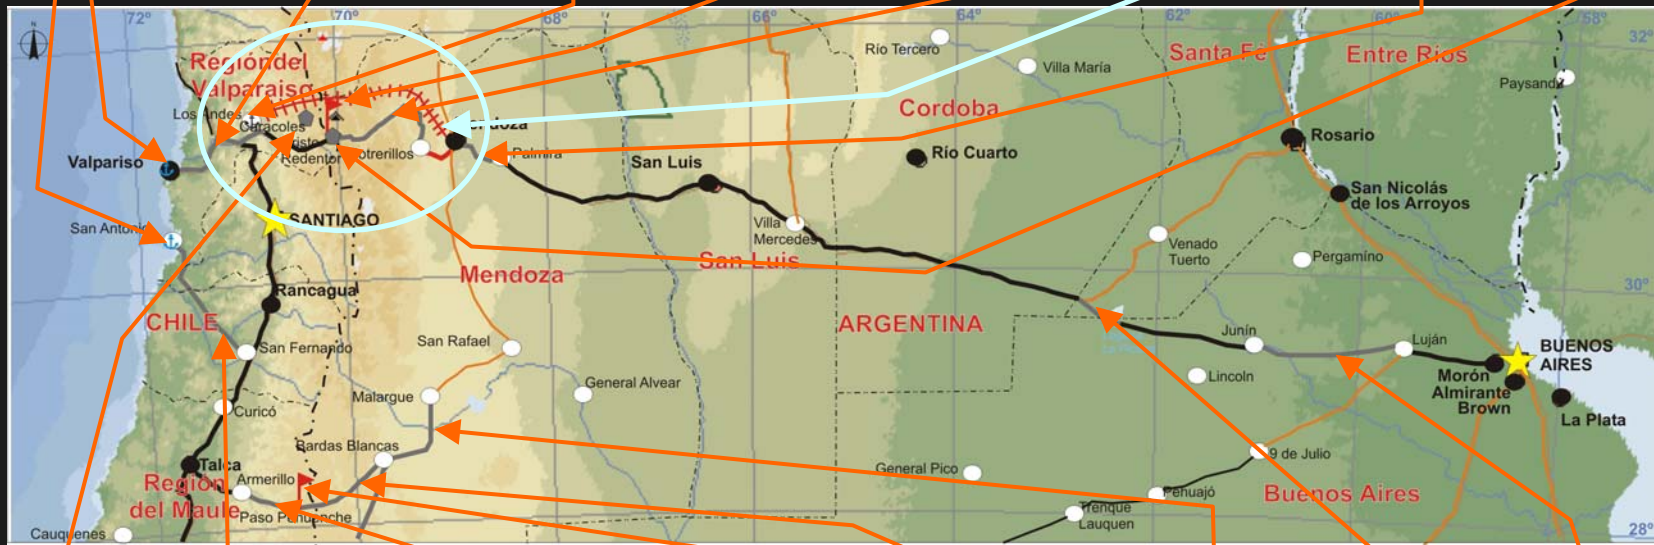 72°
70°
68°
66°
64°
62°
60°
58°
N
32°
Región del
Valparaiso
Los Andes
Caracoles
Cristo
Redentor
Potrerillos
Mendoza
Palmira
Valpariso
San Antonio
SANTIAGO
Rancagua
CHILE
San Fernando
Curicó
Talca
Región
del Maule
Armerillo
Paso Pehuenche
Cauquenes
Bardas Blancas
Malargue
San Rafael
General Alvear
Mendoza
San Luis
Villa
Mercedes
San Luis
Río Cuarto
Río Tercero
Villa María
Cordoba
ARGENTINA
General Pico
Santa Fé
Entre Ríos
Paysandú
Rosario
San Nicolás
de los Arroyos
Venado
Tuerto
Pergamino
30°
Junín
Lincoln
Luján
BUENOS
AIRES
Morón
Almirante
Brown
La Plata
9 de Julio
Pehuajó
Trenque
Lauquen
Buenos Aires
28°